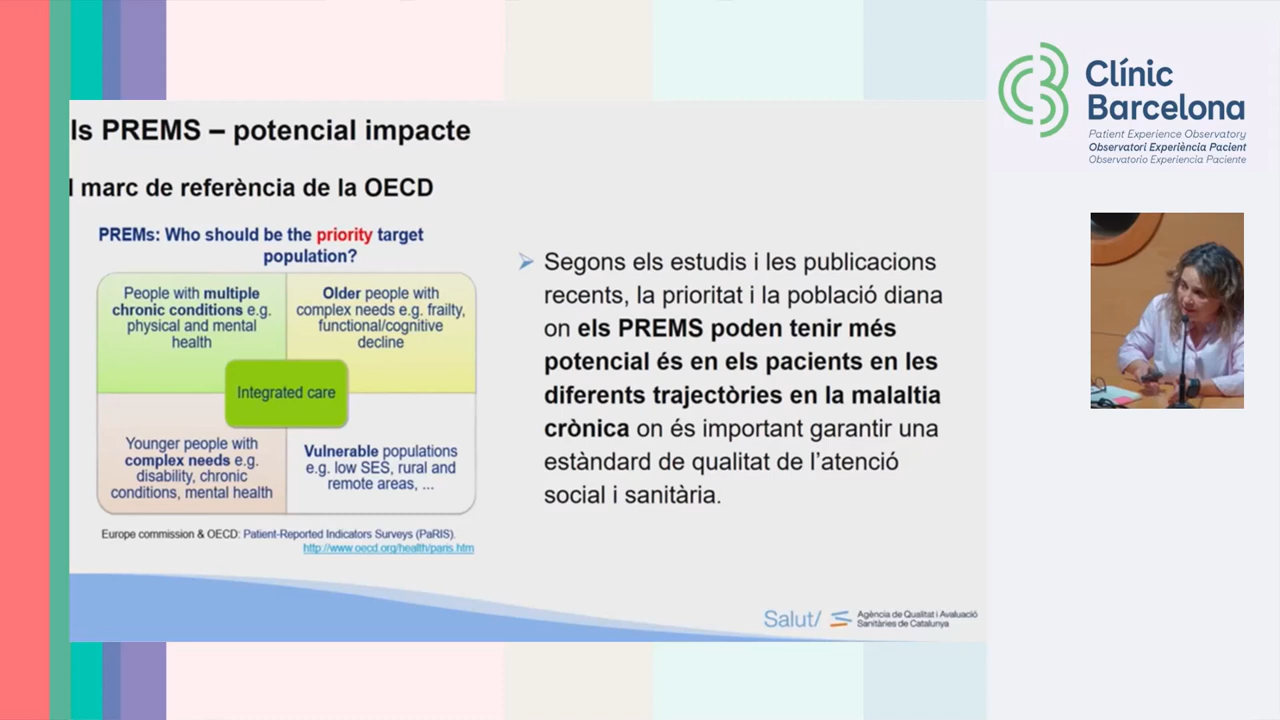 ls PREMS – potencial impacte
l marc de referència de la OECD
PREMs: Who should be the priority target
population?
People with multiple
chronic conditions e.g.
physical and mental
health
Older people with
complex needs e.g. frailty,
functional/cognitive
decline
Integrated care
Younger people with
complex needs e.g.
disability, chronic
conditions, mental health
Vulnerable populations
e.g. low SES, rural and
remote areas, ...
Europe commission & OECD: Patient-Reported Indicators Surveys (PaRIS).
http://www.oecd.org/health/paris.htm
➢ Segons els estudis i les publicacions
recents, la prioritat i la població diana
on els PREMS poden tenir més
potencial és en els pacients en les
diferents trajectòries en la malaltia
crònica on és important garantir una
estàndard de qualitat de l’atenció
social i sanitària.
Salut/
Agència de Qualitat i Avaluació
Sanitàries de Catalunya
Clínic
Barcelona
Patient Experience Observatory
Observatori Experiència Pacient
Observatorio Experiencia Paciente